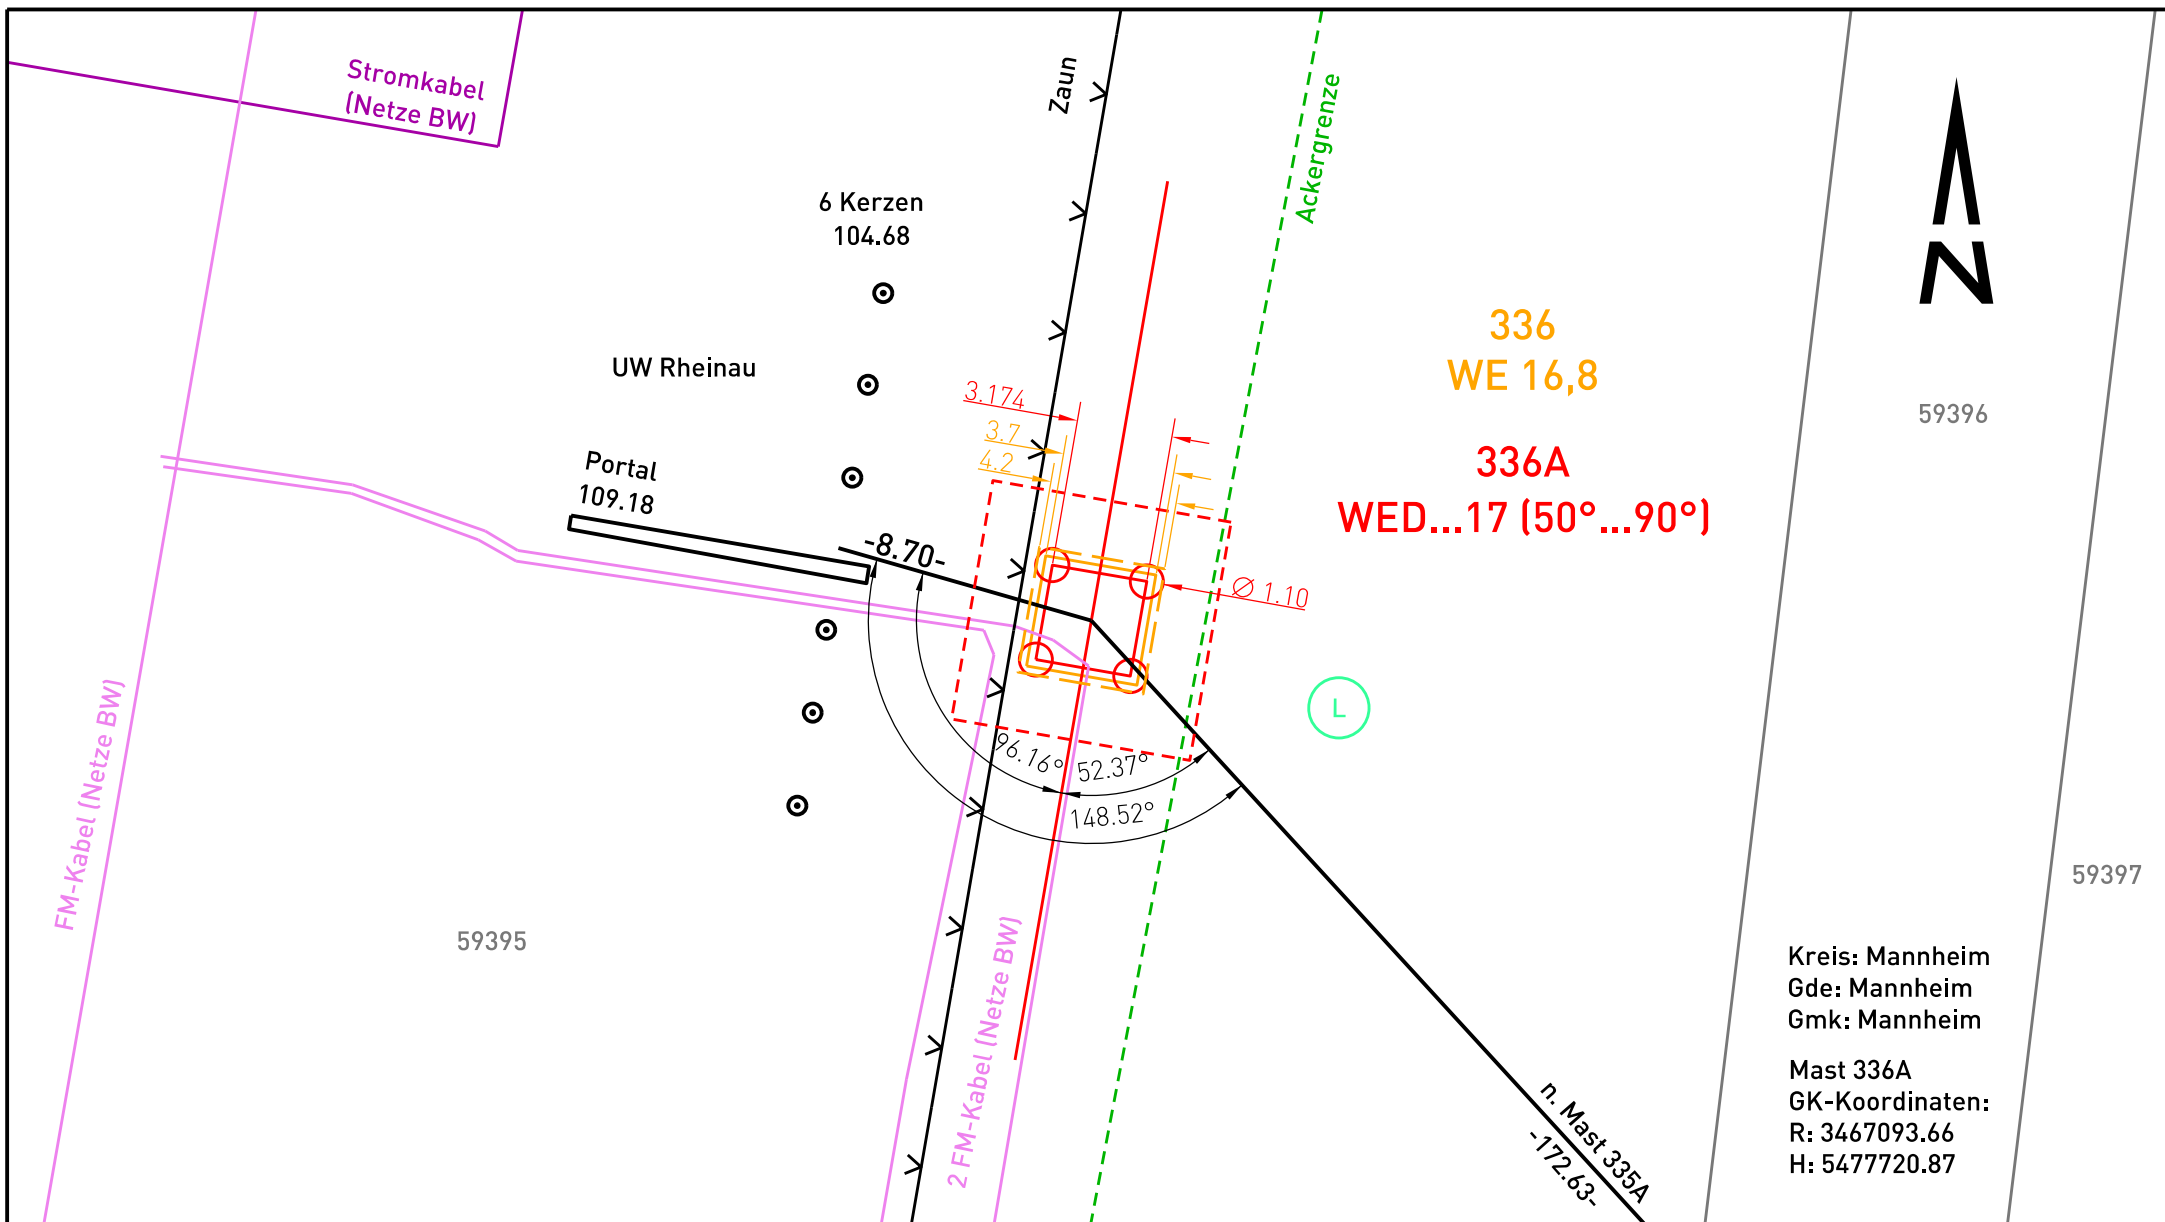 Stromkabel
(Netze BW)
Zaun
Ackergrenze
6 Kerzen
104.68
N
UW Rheinau
336
WE 16,8
3.174
3.7
4.2
59396
336A
WED...17 (50°...90°)
Portal
109.18
-8.70-
Ø 1.10
L
96.16°
52.37°
148.52°
FM-Kabel (Netze BW)
59395
59397
2 FM-Kabel (Netze BW)
Kreis: Mannheim
Gde: Mannheim
Gmk: Mannheim
Mast 336A
GK-Koordinaten:
R: 3467093.66
H: 5477720.87
n. Mast 335A
-172.63-